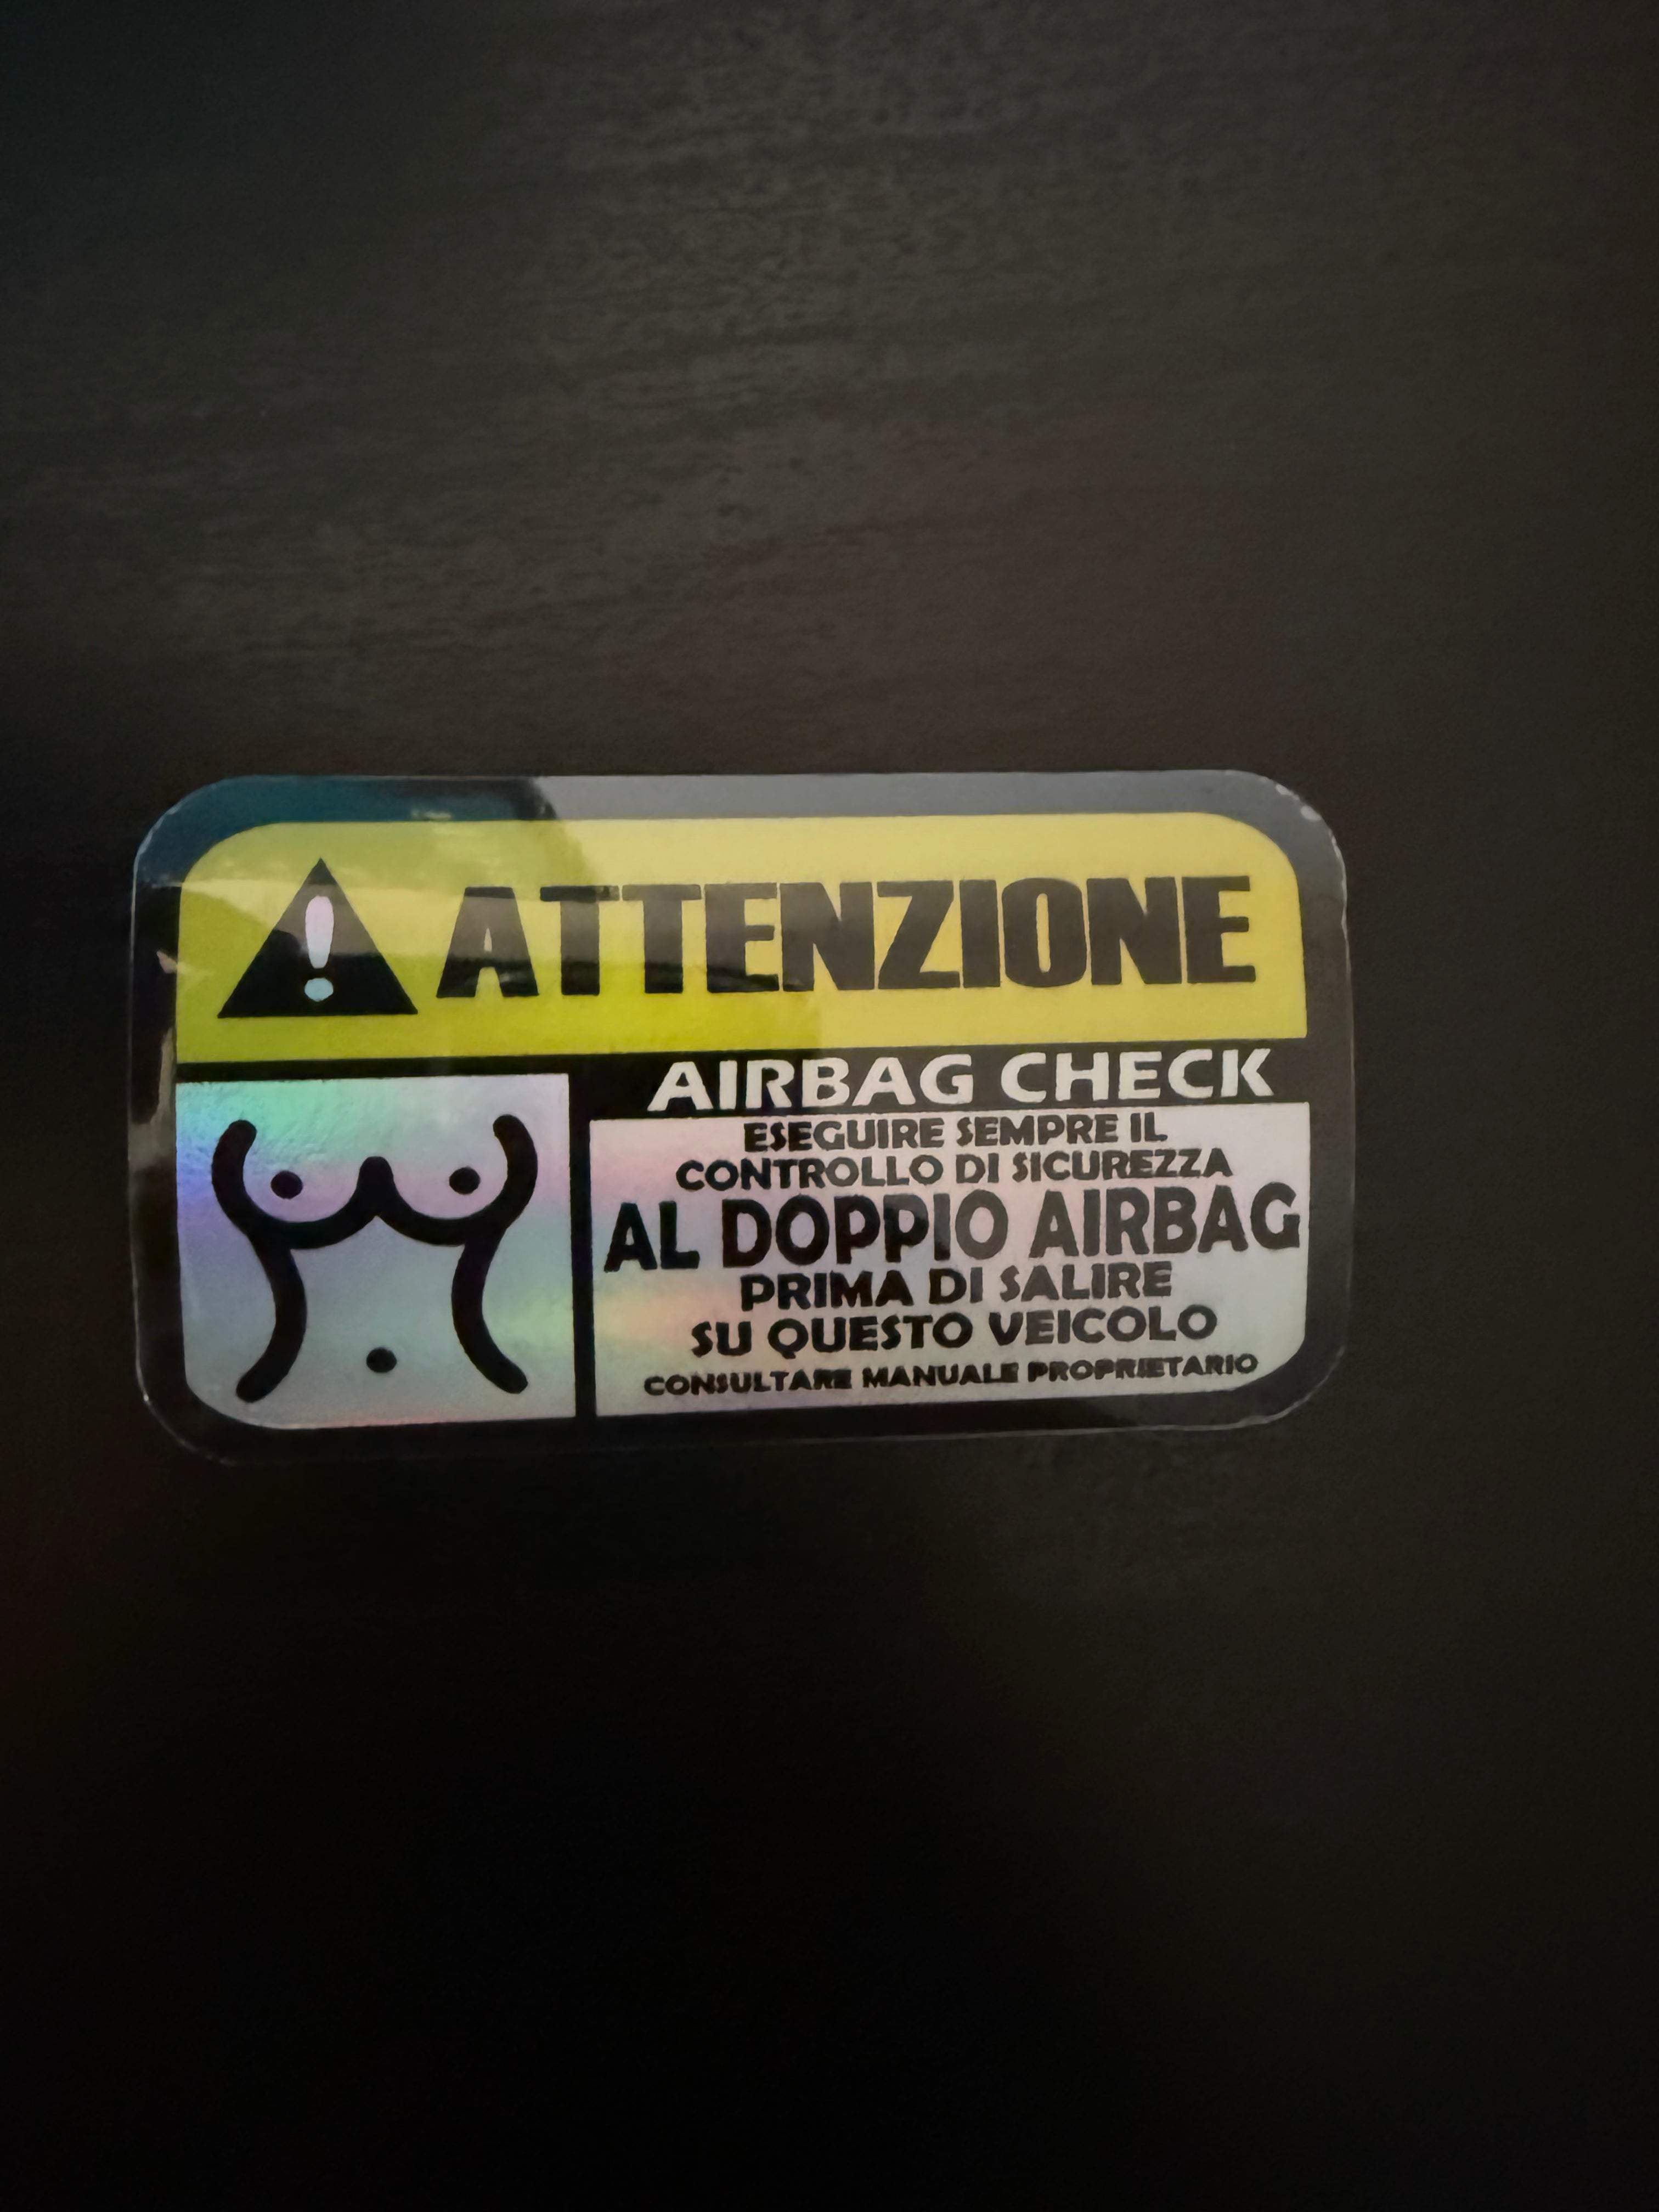 ATTENZIONE
AIRBAG CHECK
ESEGUIRE SEMPRE IL
CONTROLLO DI SICUREZZA
AL DOPPIO AIRBAG
PRIMA DI SALIRE
SU QUESTO VEICOLO
CONSULTARE MANUALE PROPRIETARIO